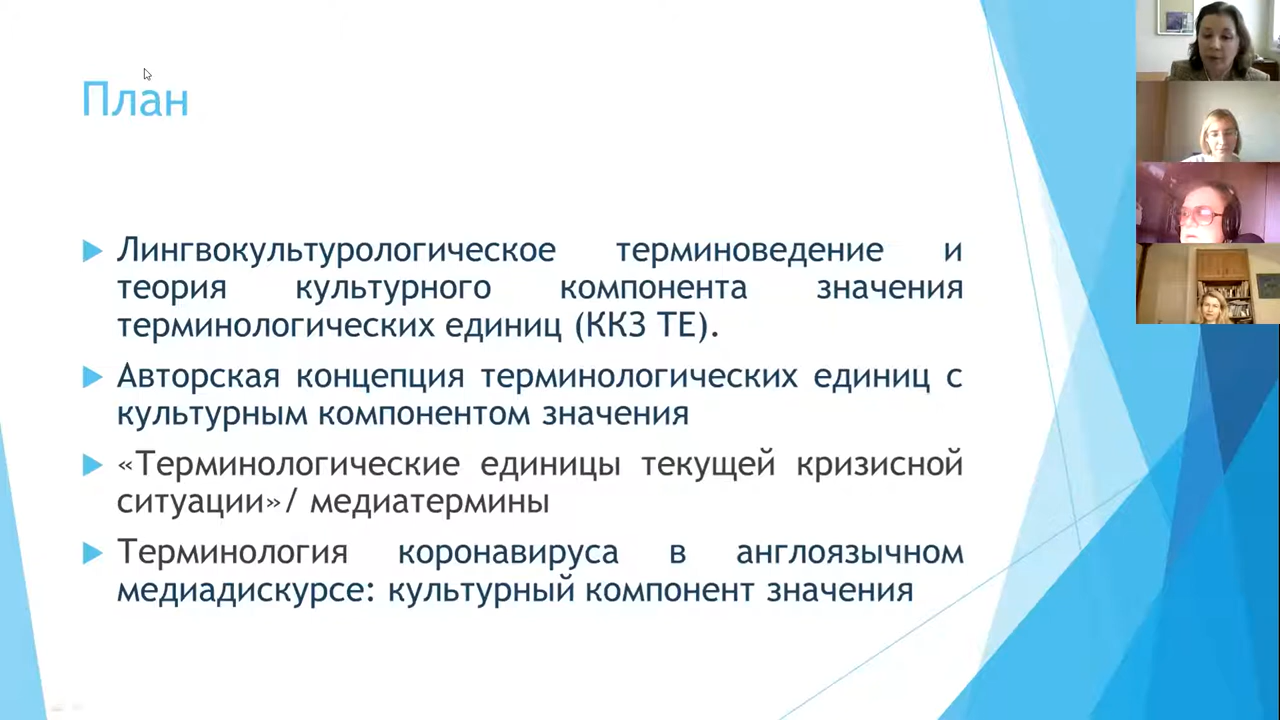 План
Лингвокультурологическое терминоведение и
теория культурного компонента значения
терминологических единиц (ККЗ ТЕ).
Авторская концепция терминологических единиц с
культурным компонентом значения
«Терминологические единицы текущей кризисной
ситуации»/ медиатермины
Терминология коронавируса в англоязычном
медиадискурсе: культурный компонент значения